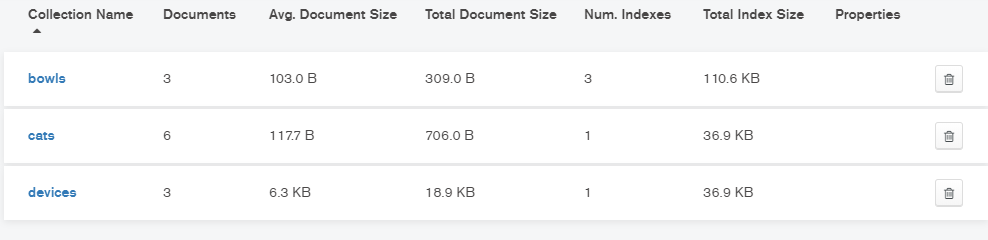 Collection Name Documents Avg. Document Size Total Document Size Num. Indexes Total Index Size Properties
bowls 3 103.0 B 309.0 B 3 110.6 KB
cats 6 117.7 B 706.0 B 1 36.9 KB
devices 3 6.3 KB 18.9 KB 1 36.9 KB